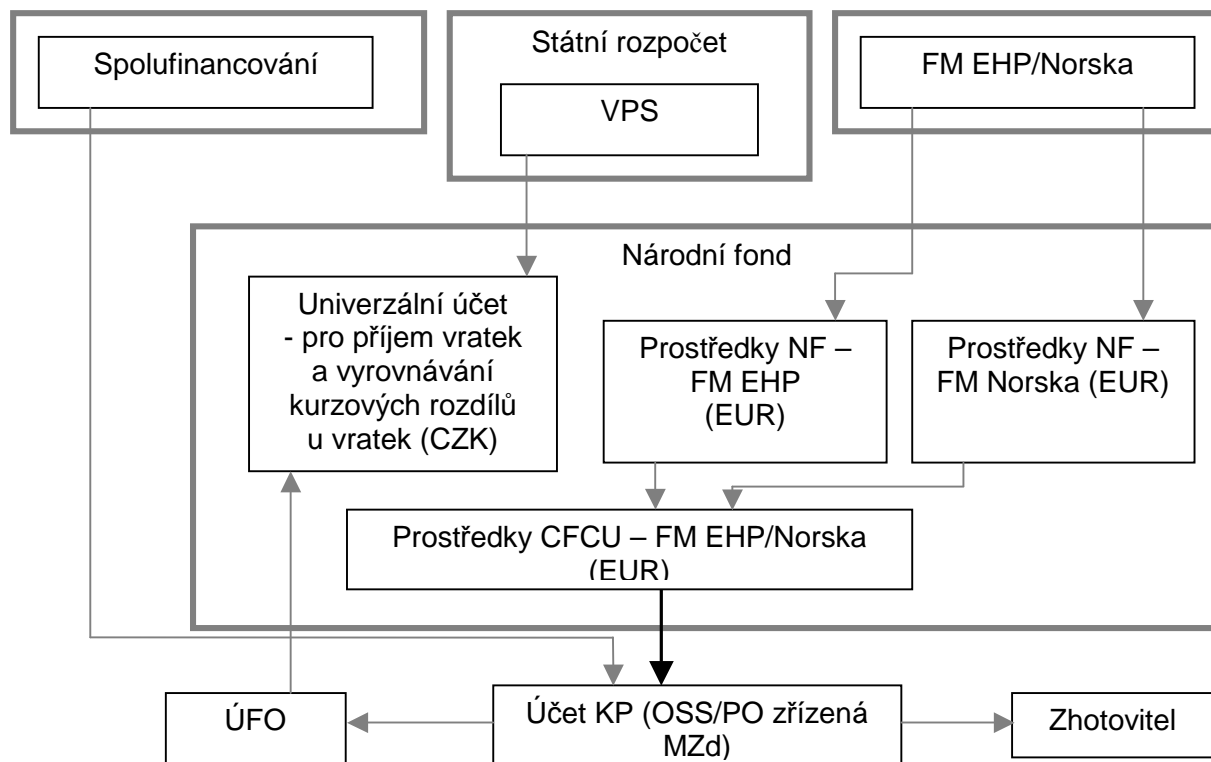 Spolufinancování
Státní rozpočet
VPS
FM EHP/Norska
Národní fond
Univerzální účet
- pro příjem vratek
a vyrovnávání
kurzových rozdílů
u vratek (CZK)
Prostředky NF –
FM EHP
(EUR)
Prostředky NF –
FM Norska (EUR)
Prostředky CFCU – FM EHP/Norska
(EUR)
ÚFO
Účet KP (OSS/PO zřízená
MZd)
Zhotovitel